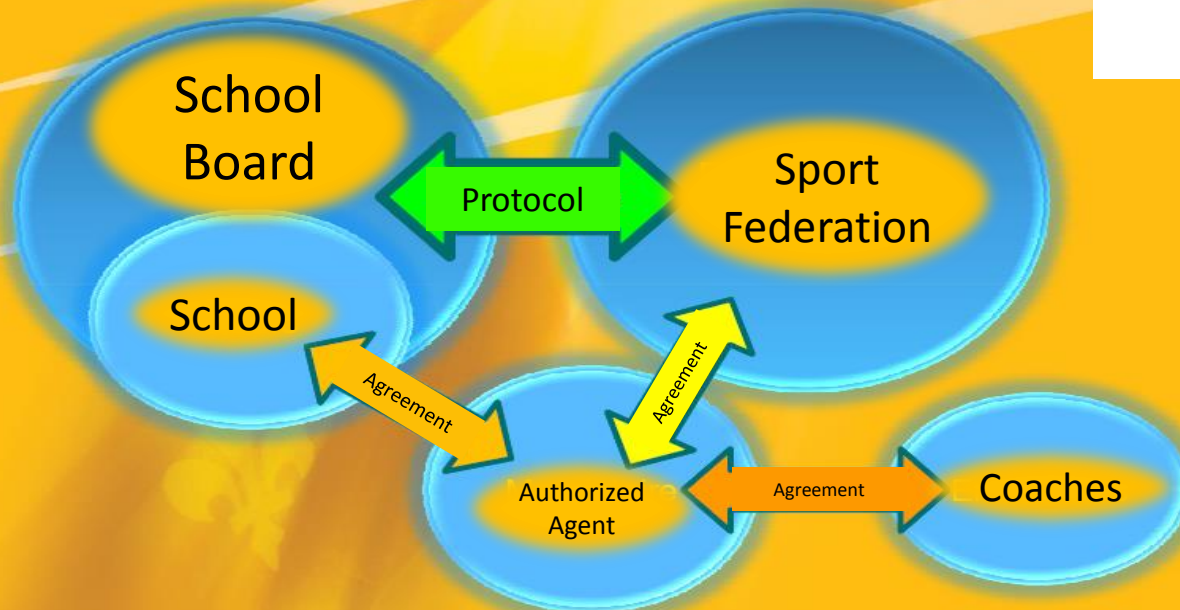 School
Board
Protocol
Sport
Federation
School
Agreement
Agreement
Authorized
Agent
Agreement
Coaches